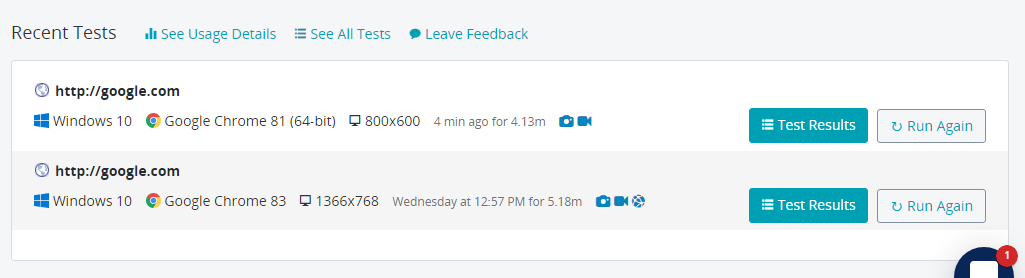 Recent Tests See Usage Details See All Tests Leave Feedback
http://google.com
Windows 10 Google Chrome 81 (64-bit) 800x600 4 min ago for 4.13m Test Results Run Again
http://google.com
Windows 10 Google Chrome 83 1366x768 Wednesday at 12:57 PM for 5.18m Test Results Run Again
1